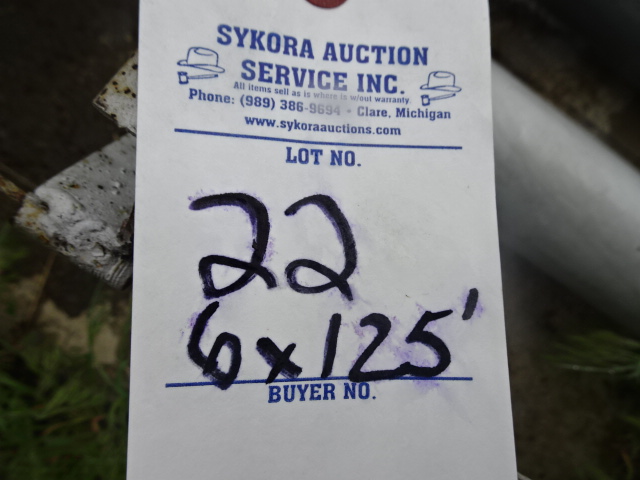 SYKORA AUCTION
SERVICE INC.
All items sell as is where is w/out warranty
Phone: (989) 386-9694 - Clare, Michigan
www.sykoraauctions.com
LOT NO.
22
6x125'
BUYER NO.